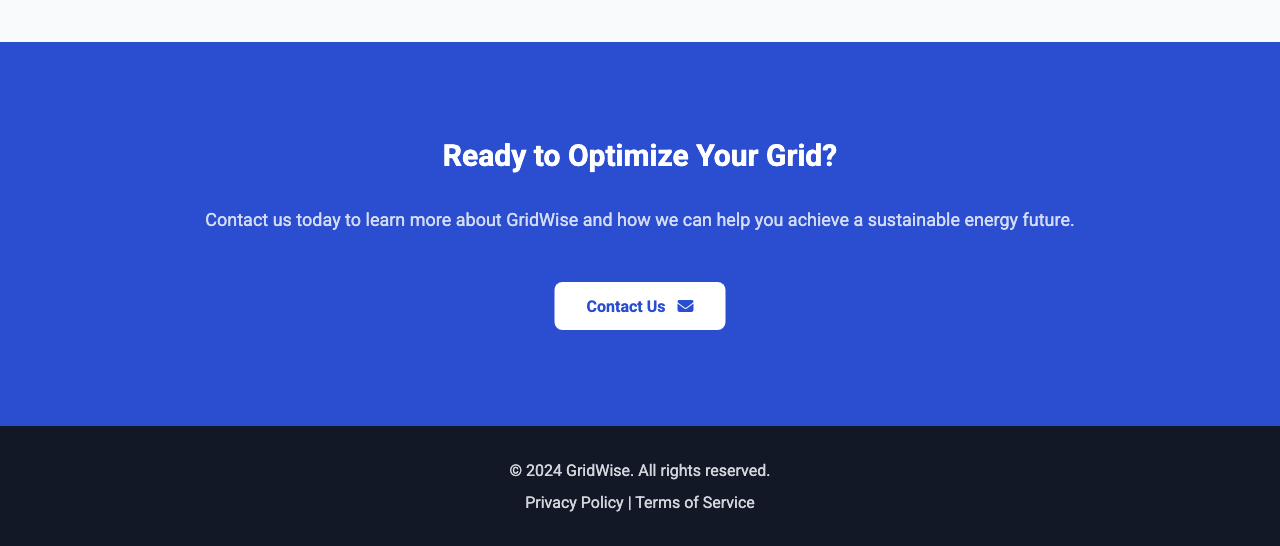 Ready to Optimize Your Grid?
Contact us today to learn more about GridWise and how we can help you achieve a sustainable energy future.
Contact Us
© 2024 GridWise. All rights reserved.
Privacy Policy | Terms of Service